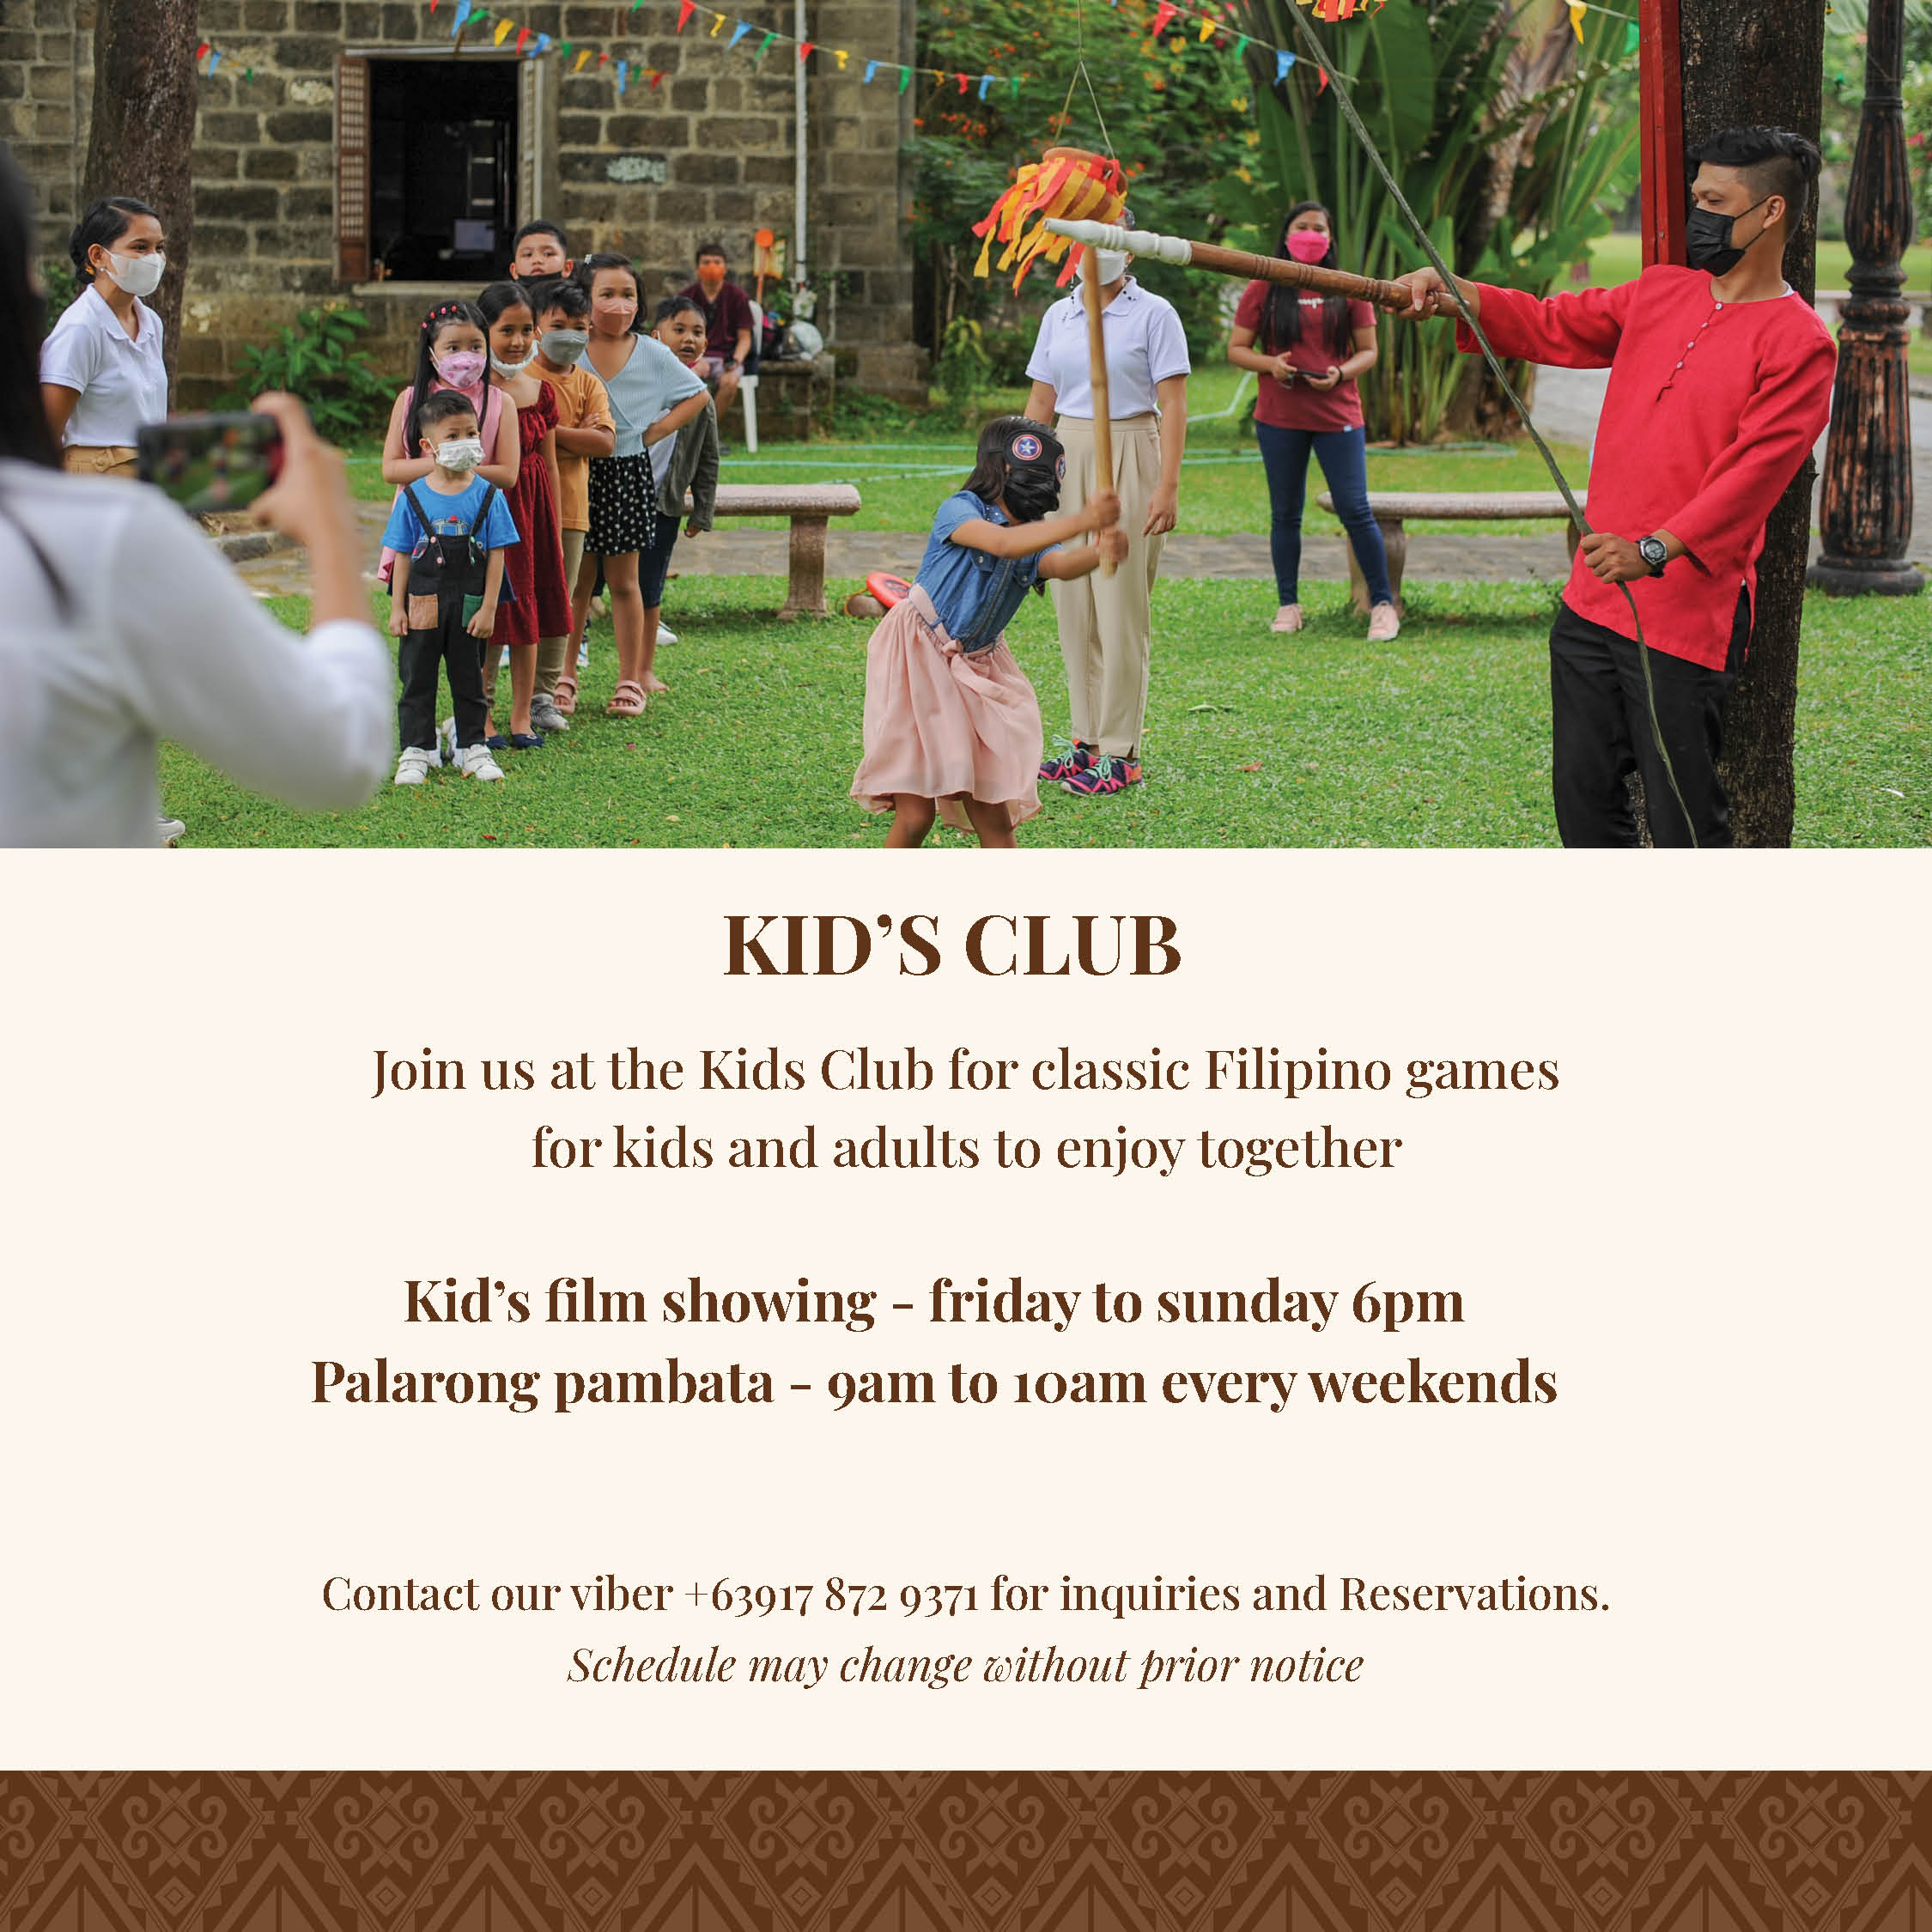 KID’S CLUB
Join us at the Kids Club for classic Filipino games
for kids and adults to enjoy together
Kid’s film showing - friday to sunday 6pm
Palarong pambata - 9am to 10am every weekends
Contact our viber +63917 872 9371 for inquiries and Reservations.
Schedule may change without prior notice